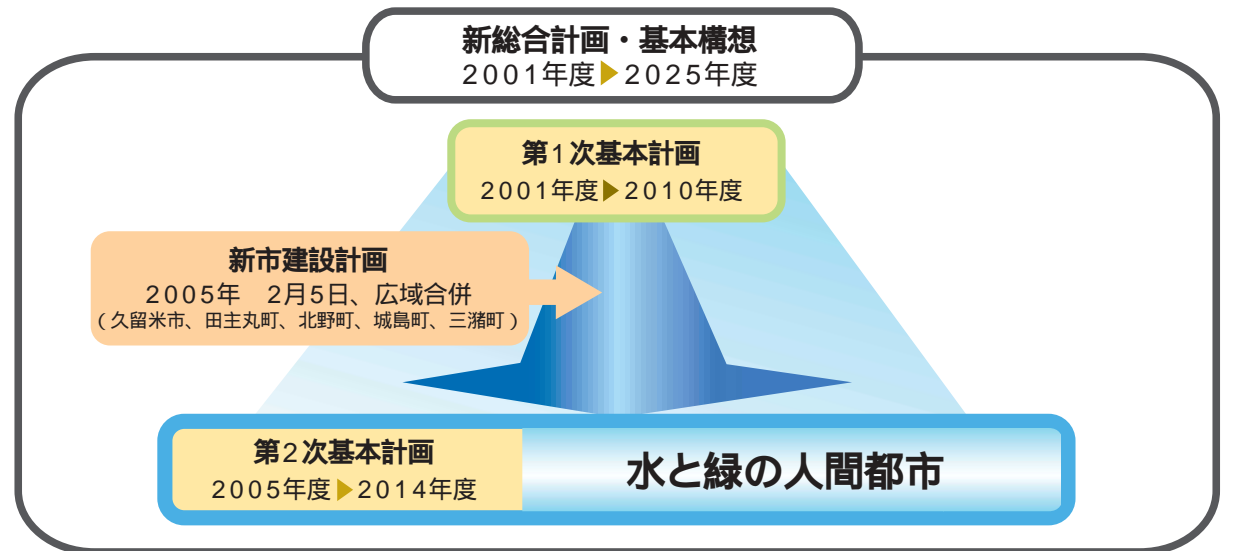 新総合計画・基本構想
2001年度▶2025年度
第1次基本計画
2001年度▶2010年度
新市建設計画
2005年 2月5日、広域合併
(久留米市、田主丸町、北野町、城島町、三潴町)
第2次基本計画
2005年度▶2014年度
水と緑の人間都市